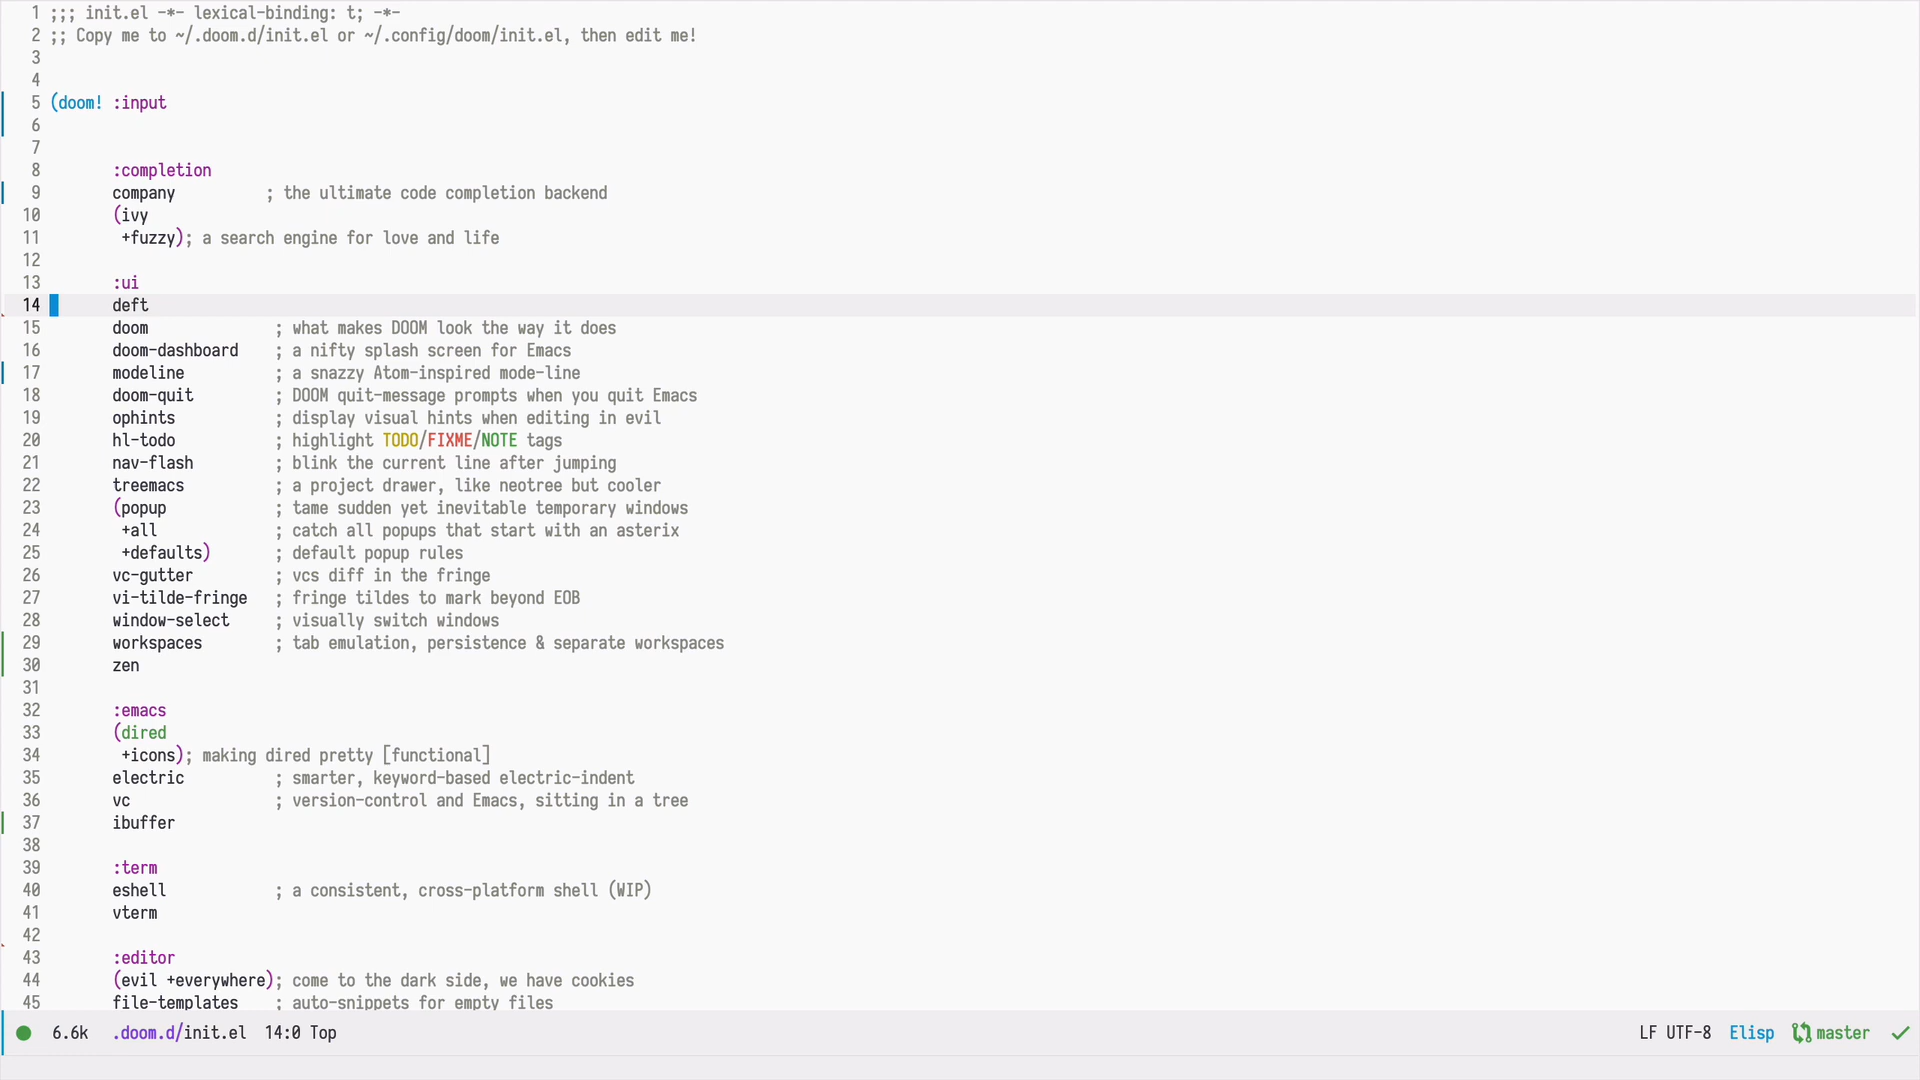 1 ;;; init.el -*- lexical-binding: t; -*-
2 ;; Copy me to ~/.doom.d/init.el or ~/.config/doom/init.el, then edit me!
3
4
5 (doom! :input
6
7
8        :completion
9        company          ; the ultimate code completion backend
10        (ivy
11         +fuzzy); a search engine for love and life
12
13        :ui
14        deft
15        doom              ; what makes DOOM look the way it does
16        doom-dashboard    ; a nifty splash screen for Emacs
17        modeline          ; a snazzy Atom-inspired mode-line
18        doom-quit         ; DOOM quit-message prompts when you quit Emacs
19        ophints           ; display visual hints when editing in evil
20        hl-todo           ; highlight TODO/FIXME/NOTE tags
21        nav-flash         ; blink the current line after jumping
22        treemacs          ; a project drawer, like neotree but cooler
23        (popup            ; tame sudden yet inevitable temporary windows
24         +all             ; catch all popups that start with an asterix
25         +defaults)       ; default popup rules
26        vc-gutter         ; vcs diff in the fringe
27        vi-tilde-fringe   ; fringe tildes to mark beyond EOB
28        window-select     ; visually switch windows
29        workspaces        ; tab emulation, persistence & separate workspaces
30        zen
31
32        :emacs
33        (dired
34         +icons); making dired pretty [functional]
35        electric          ; smarter, keyword-based electric-indent
36        vc                ; version-control and Emacs, sitting in a tree
37        ibuffer
38
39        :term
40        eshell            ; a consistent, cross-platform shell (WIP)
41        vterm
42
43        :editor
44        (evil +everywhere); come to the dark side, we have cookies
45        file-templates    ; auto-snippets for empty files
6.6k .doom.d/init.el 14:0 Top LF UTF-8 Elisp master